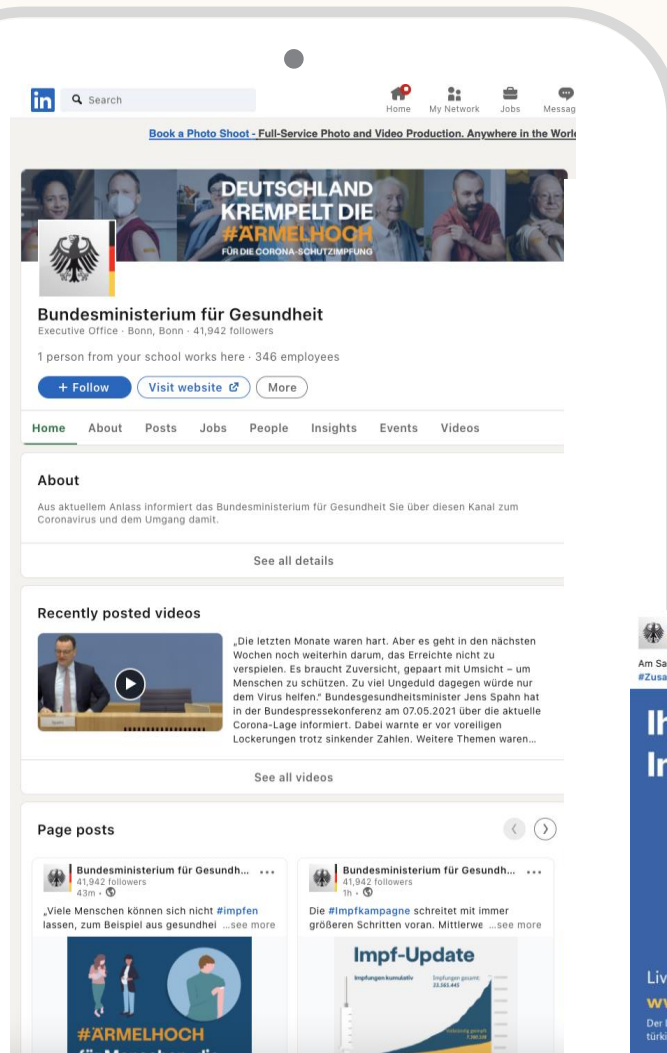 in
Search
Home
My Network
Jobs
Messag
Book a Photo Shoot - Full-Service Photo and Video Production. Anywhere in the Worl
DEUTSCHLAND
KREMPELT DIE
#ÄRMELHOCH
FÜR DIE CORONA-SCHUTZIMPFUNG
Bundesministerium für Gesundheit
Executive Office · Bonn, Bonn · 41,942 followers
1 person from your school works here · 346 employees
+ Follow
Visit website
More
Home About Posts Jobs People Insights Events Videos
About
Aus aktuellem Anlass informiert das Bundesministerium für Gesundheit Sie über diesen Kanal zum
Coronavirus und dem Umgang damit.
See all details
Recently posted videos
„Die letzten Monate waren hart. Aber es geht in den nächsten
Wochen noch weiterhin darum, das Erreichte nicht zu
verspielen. Es braucht Zuversicht, gepaart mit Umsicht – um
Menschen zu schützen. Zu viel Ungeduld dagegen würde nur
dem Virus helfen.“ Bundesgesundheitsminister Jens Spahn hat
in der Bundespressekonferenz am 07.05.2021 über die aktuelle
Corona-Lage informiert. Dabei warnte er vor voreiligen
Lockerungen trotz sinkender Zahlen. Weitere Themen waren...
See all videos
Page posts
Bundesministerium für Gesundh...
41,942 followers
43m •
„Viele Menschen können sich nicht #impfen
lassen, zum Beispiel aus gesundhei ...see more
#ÄRMELHOCH
für Menschen, die
Bundesministerium für Gesundh...
41,942 followers
1h •
Die #Impfkampagne schreitet mit immer
größeren Schritten voran. Mittlerwe ...see more
Impf-Update
Impfungen kumulativ
Impfungen gesamt:
Am Sa
#Zusa
Ih
Liv
ww
Der
türki